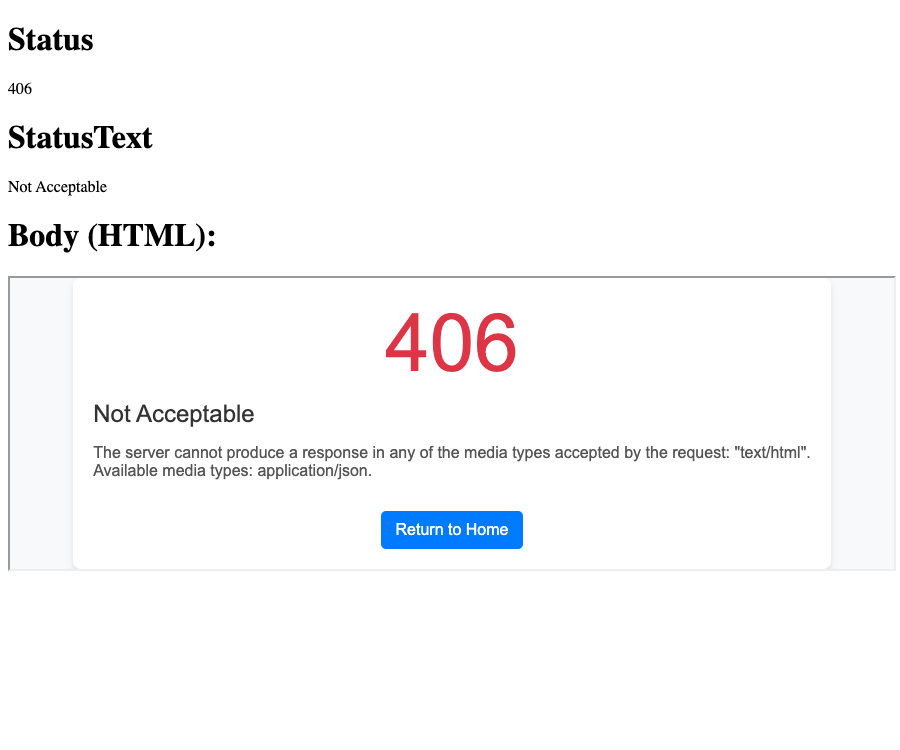 Status
406
StatusText
Not Acceptable
Body (HTML):
406
Not Acceptable
The server cannot produce a response in any of the media types accepted by the request: "text/html".
Available media types: application/json.
Return to Home